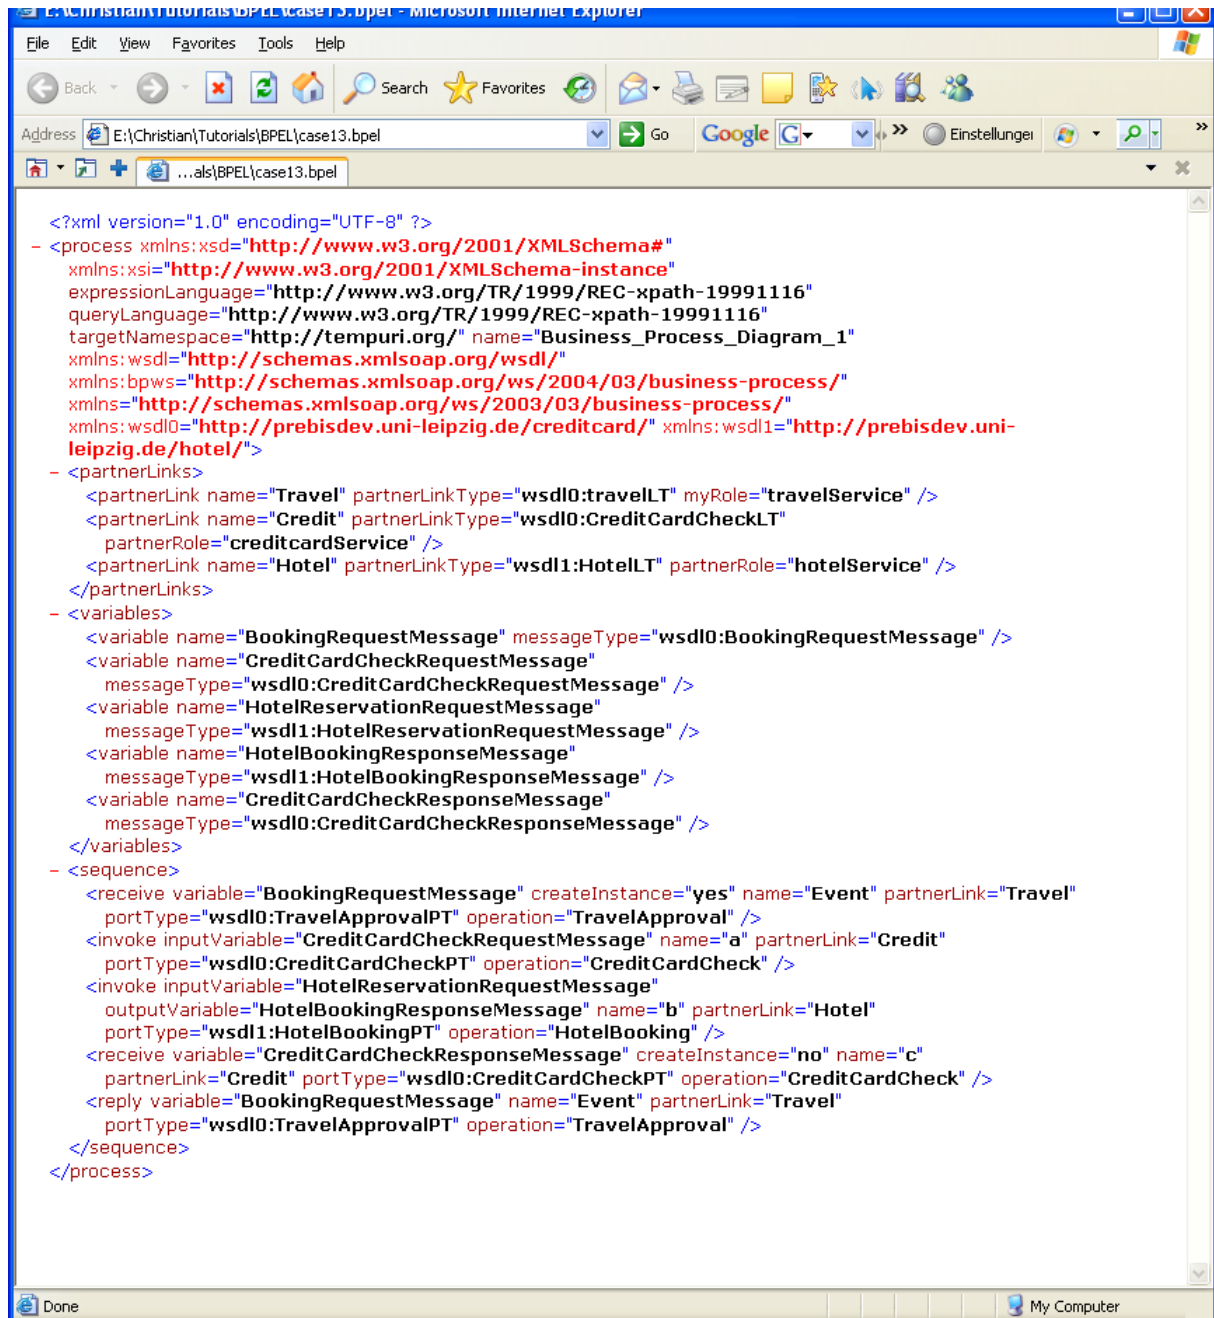 E:\Christian\Tutorials\BPEL\case13.bpel - Microsoft Internet Explorer
File Edit View Favorites Tools Help
Back Search Favorites
Address E:\Christian\Tutorials\BPEL\case13.bpel Go Google G Einstellunger
...als\BPEL\case13.bpel
<?xml version="1.0" encoding="UTF-8" ?>
- <process xmlns:xsd="http://www.w3.org/2001/XMLSchema#"
xmlns:xsi="http://www.w3.org/2001/XMLSchema-instance"
expressionLanguage="http://www.w3.org/TR/1999/REC-xpath-19991116"
queryLanguage="http://www.w3.org/TR/1999/REC-xpath-19991116"
targetNamespace="http://tempuri.org/" name="Business_Process_Diagram_1"
xmlns:wsdl="http://schemas.xmlsoap.org/wsdl/"
xmlns:bpws="http://schemas.xmlsoap.org/ws/2004/03/business-process/"
xmlns="http://schemas.xmlsoap.org/ws/2003/03/business-process/"
xmlns:wsdl0="http://prebisdev.uni-leipzig.de/creditcard/" xmlns:wsdl1="http://prebisdev.uni-
leipzig.de/hotel/">
- <partnerLinks>
<partnerLink name="Travel" partnerLinkType="wsdl0:travelLT" myRole="travelService" />
<partnerLink name="Credit" partnerLinkType="wsdl0:CreditCardCheckLT"
partnerRole="creditcardService" />
<partnerLink name="Hotel" partnerLinkType="wsdl1:HotelLT" partnerRole="hotelService" />
</partnerLinks>
- <variables>
<variable name="BookingRequestMessage" messageType="wsdl0:BookingRequestMessage" />
<variable name="CreditCardCheckRequestMessage"
messageType="wsdl0:CreditCardCheckRequestMessage" />
<variable name="HotelReservationRequestMessage"
messageType="wsdl1:HotelReservationRequestMessage" />
<variable name="HotelBookingResponseMessage"
messageType="wsdl1:HotelBookingResponseMessage" />
<variable name="CreditCardCheckResponseMessage"
messageType="wsdl0:CreditCardCheckResponseMessage" />
</variables>
- <sequence>
<receive variable="BookingRequestMessage" createInstance="yes" name="Event" partnerLink="Travel"
portType="wsdl0:TravelApprovalPT" operation="TravelApproval" />
<invoke inputVariable="CreditCardCheckRequestMessage" name="a" partnerLink="Credit"
portType="wsdl0:CreditCardCheckPT" operation="CreditCardCheck" />
<invoke inputVariable="HotelReservationRequestMessage"
outputVariable="HotelBookingResponseMessage" name="b" partnerLink="Hotel"
portType="wsdl1:HotelBookingPT" operation="HotelBooking" />
<receive variable="CreditCardCheckResponseMessage" createInstance="no" name="c"
partnerLink="Credit" portType="wsdl0:CreditCardCheckPT" operation="CreditCardCheck" />
<reply variable="BookingRequestMessage" name="Event" partnerLink="Travel"
portType="wsdl0:TravelApprovalPT" operation="TravelApproval" />
</sequence>
</process>
Done My Computer